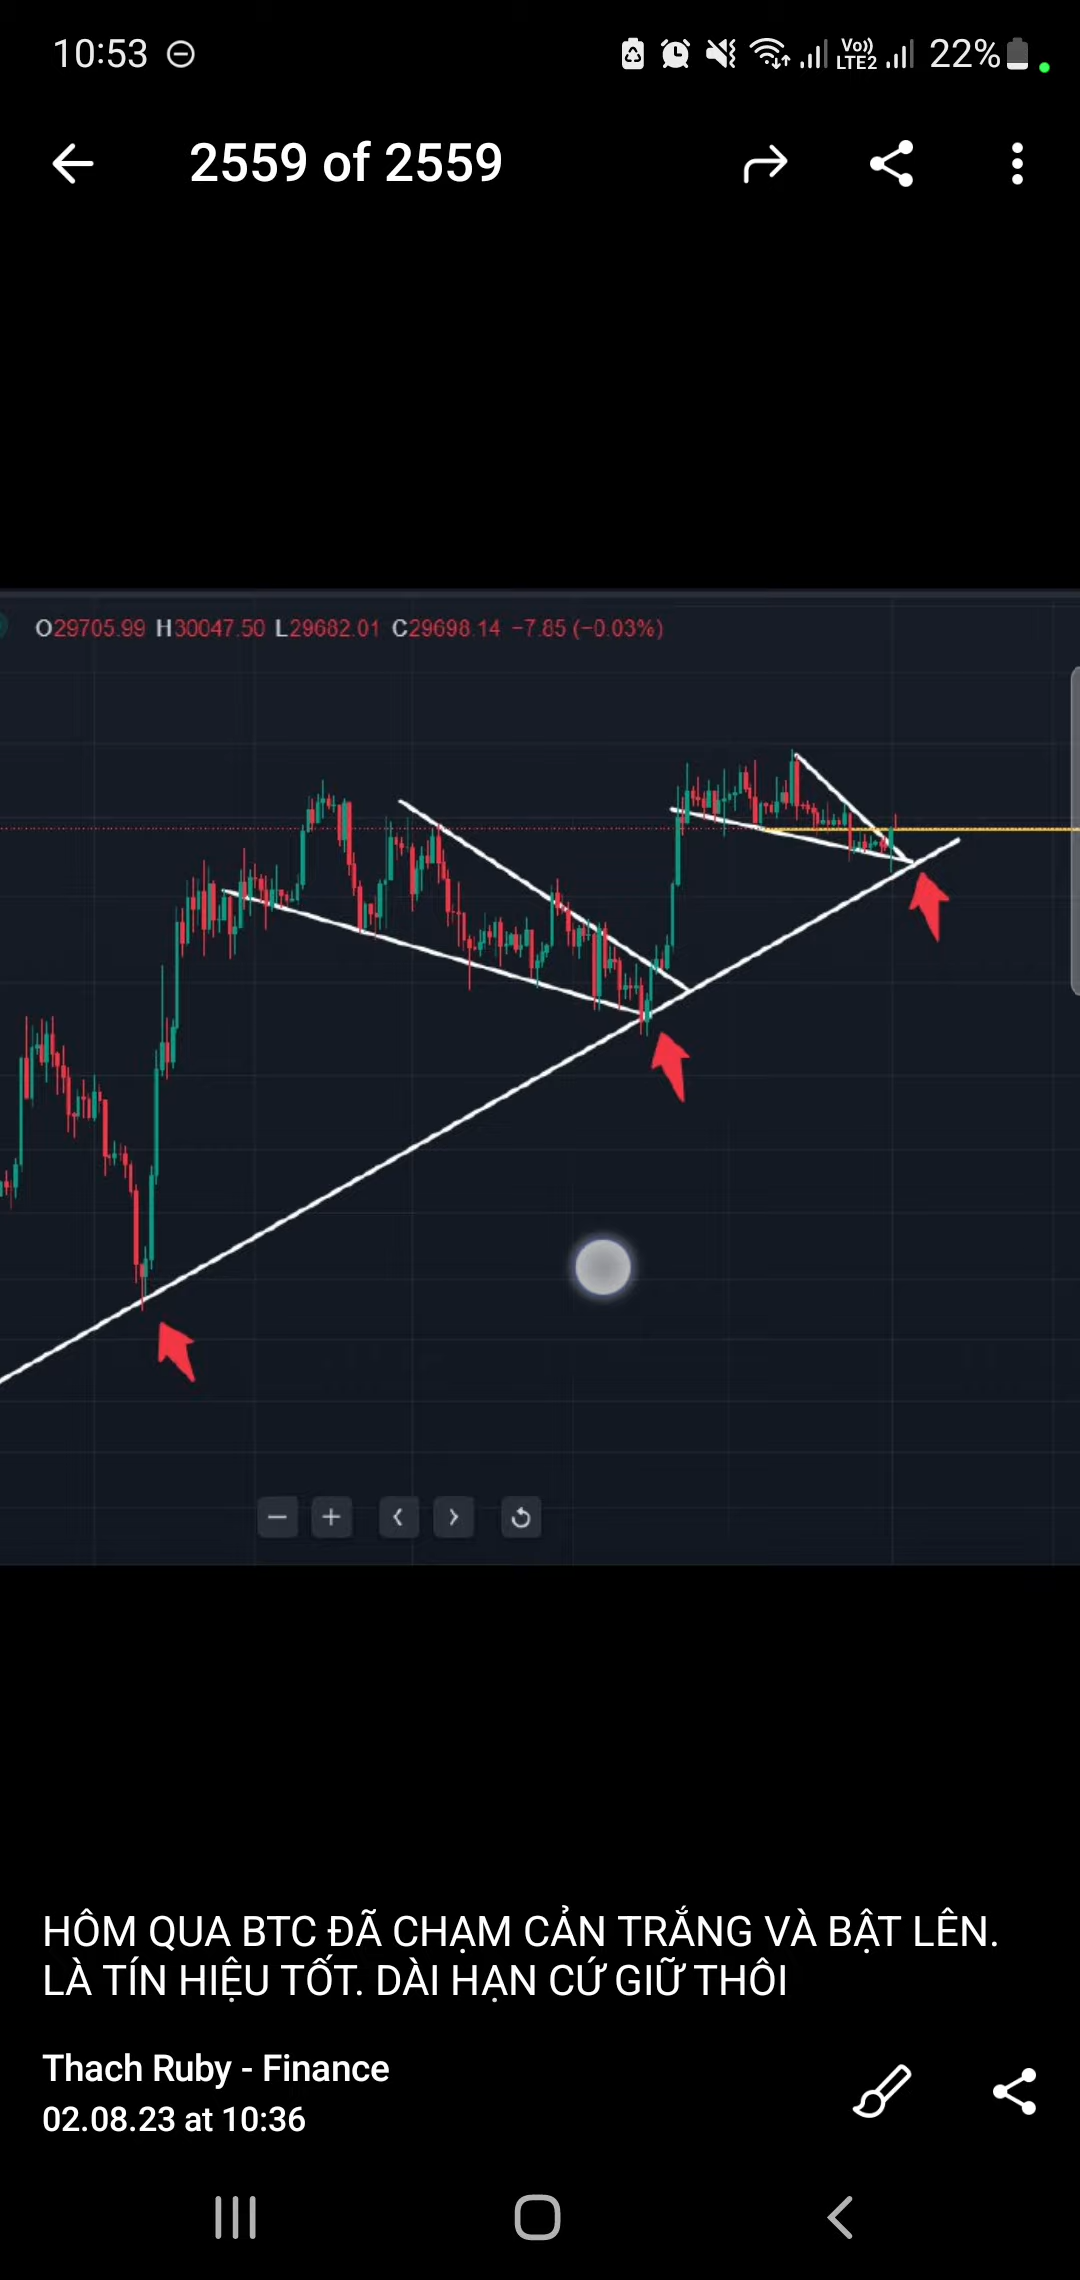 10:53
Vo)) LTE2 22%
2559 of 2559
O29705.99 H30047.50 L29682.01 C29698.14 −7.85 (−0.03%)
HÔM QUA BTC ĐÃ CHẠM CẢN TRẮNG VÀ BẬT LÊN.
LÀ TÍN HIỆU TỐT. DÀI HẠN CỨ GIỮ THÔI
Thach Ruby - Finance
02.08.23 at 10:36